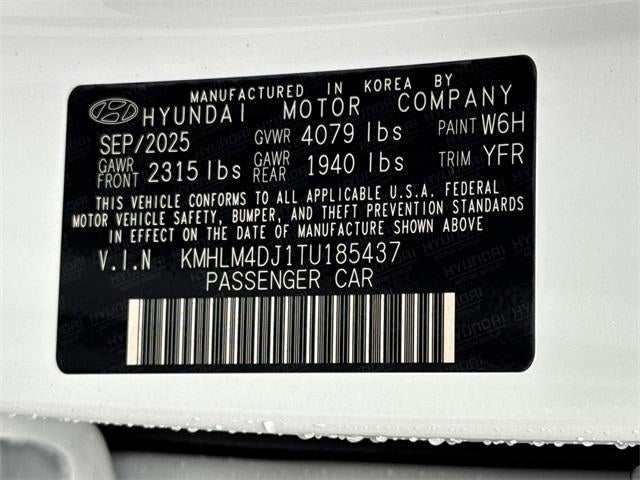 MANUFACTURED IN KOREA BY
HYUNDAI MOTOR COMPANY
SEP/2025 GVWR 4079 lbs PAINT W6H
GAWR FRONT 2315 lbs GAWR REAR 1940 lbs TRIM YFR
THIS VEHICLE CONFORMS TO ALL APPLICABLE U.S.A. FEDERAL
MOTOR VEHICLE SAFETY, BUMPER, AND THEFT PREVENTION STANDARDS
IN EFFECT ON THE DATE OF MANUFACTURE SHOWN ABOVE
V.I.N KMHLM4DJ1TU185437
PASSENGER CAR